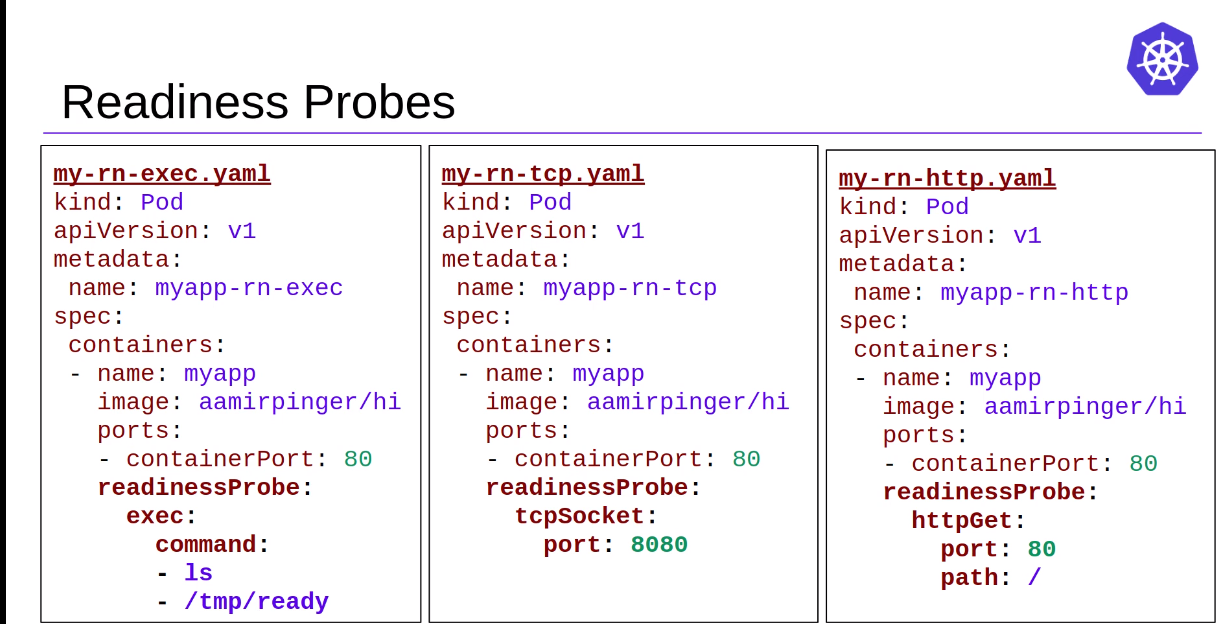 Readiness Probes
my-rn-exec.yaml
kind: Pod
apiVersion: v1
metadata:
 name: myapp-rn-exec
spec:
 containers:
 - name: myapp
   image: aamirpinger/hi
   ports:
   - containerPort: 80
   readinessProbe:
     exec:
       command:
       - ls
       - /tmp/ready
my-rn-tcp.yaml
kind: Pod
apiVersion: v1
metadata:
 name: myapp-rn-tcp
spec:
 containers:
 - name: myapp
   image: aamirpinger/hi
   ports:
   - containerPort: 80
   readinessProbe:
     tcpSocket:
       port: 8080
my-rn-http.yaml
kind: Pod
apiVersion: v1
metadata:
 name: myapp-rn-http
spec:
 containers:
 - name: myapp
   image: aamirpinger/hi
   ports:
   - containerPort: 80
   readinessProbe:
     httpGet:
       port: 80
       path: /